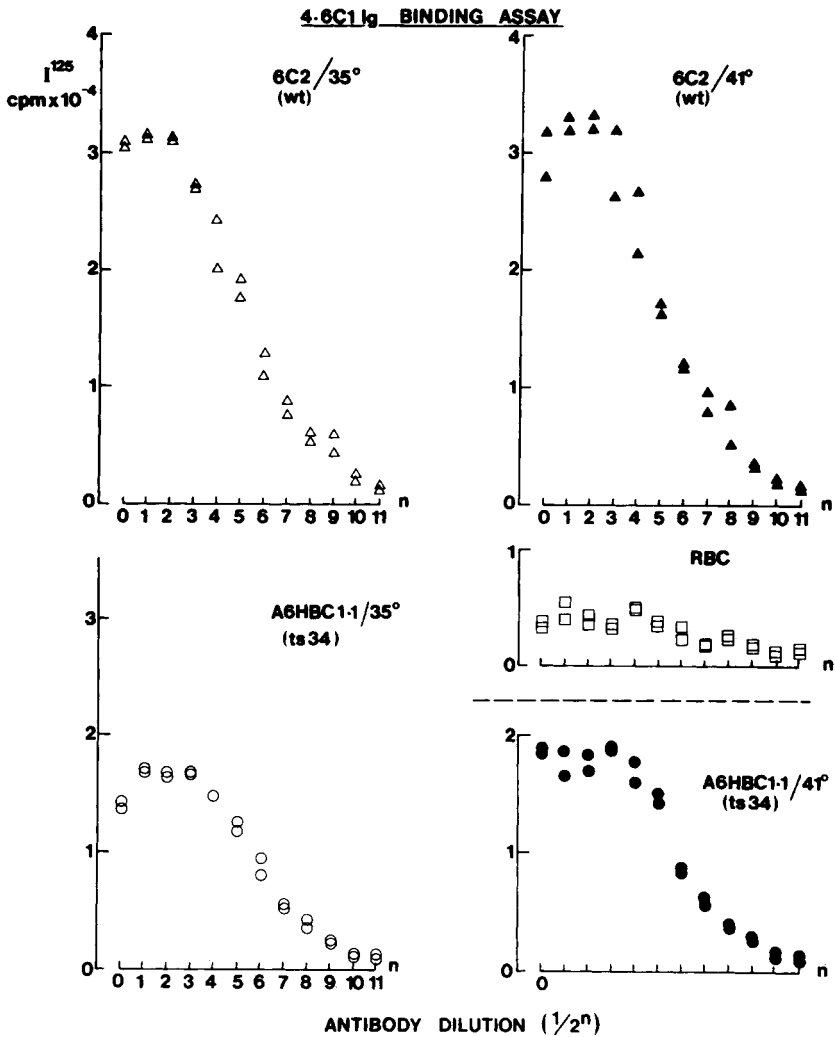 4·6C1 Ig BINDING ASSAY
I¹²⁵
cpm x 10⁻⁴
4
3
2
1
0
6C2/35°
(wt)
0 1 2 3 4 5 6 7 8 9 10 11 n
4
3
2
1
0
6C2/41°
(wt)
0 1 2 3 4 5 6 7 8 9 10 11 n
3
2
1
0
A6HBC1·1/35°
(ts34)
0 1 2 3 4 5 6 7 8 9 10 11 n
1
0
RBC
n
2
1
0
A6HBC1·1/41°
(ts34)
0
n
ANTIBODY DILUTION (1/2ⁿ)